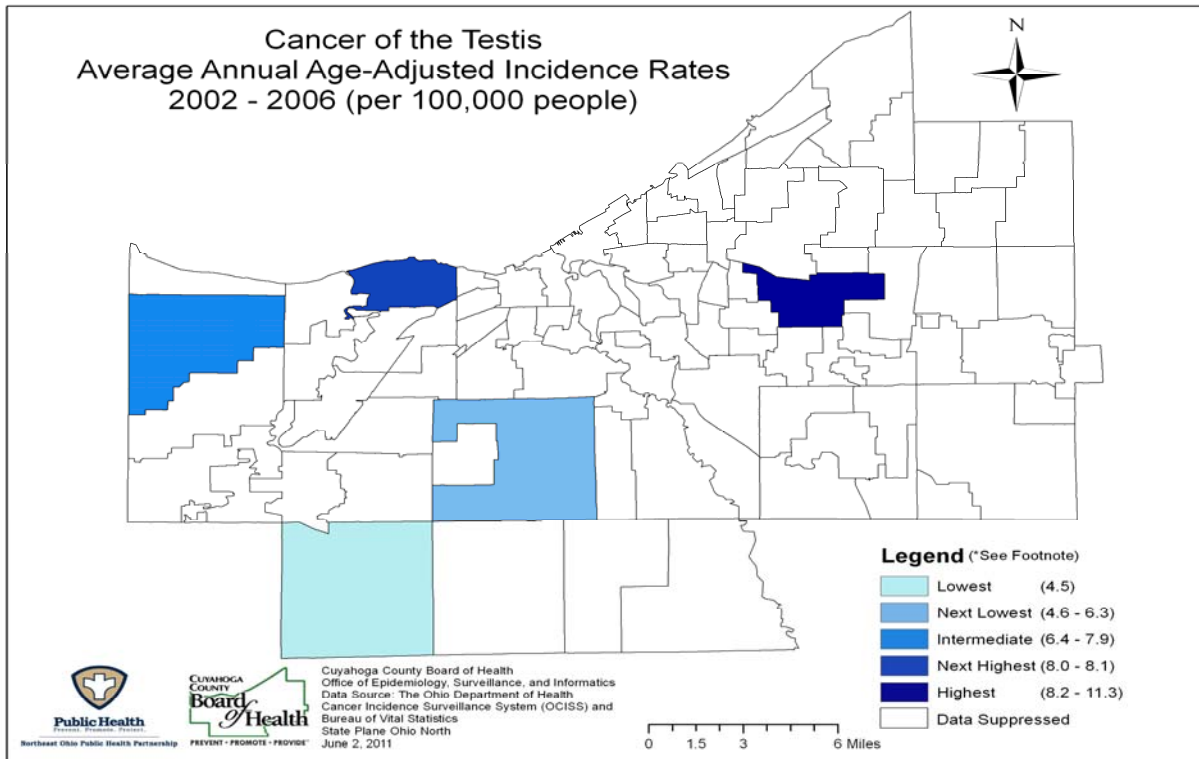 Cancer of the Testis
Average Annual Age-Adjusted Incidence Rates
2002 - 2006 (per 100,000 people)
N
Legend (*See Footnote)
Lowest (4.5)
Next Lowest (4.6 - 6.3)
Intermediate (6.4 - 7.9)
Next Highest (8.0 - 8.1)
Highest (8.2 - 11.3)
Data Suppressed
Public Health
Prevent. Promote. Protect.
Northeast Ohio Public Health Partnership
CUYAHOGA
COUNTY
Board
of Health
PREVENT • PROMOTE • PROVIDE
Cuyahoga County Board of Health
Office of Epidemiology, Surveillance, and Informatics
Data Source: The Ohio Department of Health
Cancer Incidence Surveillance System (OCISS) and
Bureau of Vital Statistics
State Plane Ohio North
June 2, 2011
0 1.5 3 6 Miles